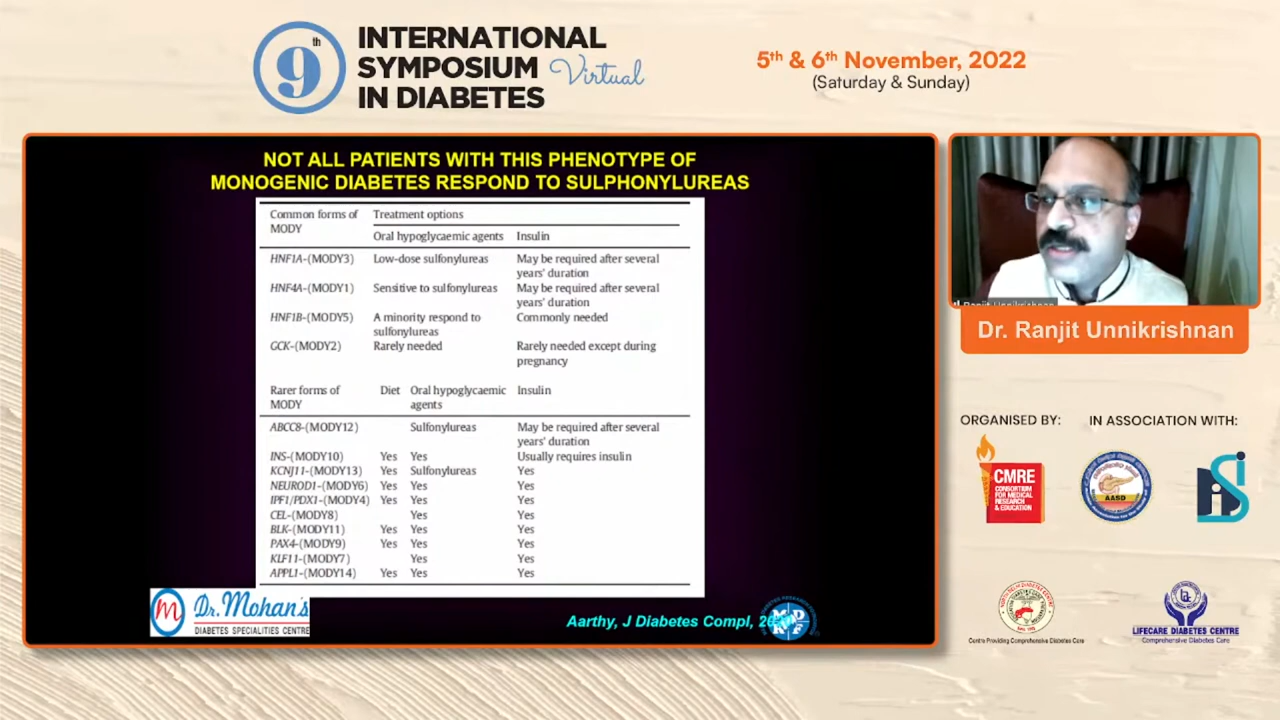 9th
INTERNATIONAL
SYMPOSIUM Virtual
IN DIABETES
5th & 6th November, 2022
(Saturday & Sunday)
NOT ALL PATIENTS WITH THIS PHENOTYPE OF
MONOGENIC DIABETES RESPOND TO SULPHONYLUREAS
Common forms of Treatment options
MODY
Oral hypoglycaemic agents Insulin
HNF1A-(MODY3) Low-dose sulfonylureas May be required after several
years' duration
HNF4A-(MODY1) Sensitive to sulfonylureas May be required after several
years' duration
HNF1B-(MODY5) A minority respond to Commonly needed
sulfonylureas
GCK-(MODY2) Rarely needed Rarely needed except during
pregnancy
Rarer forms of Diet Oral hypoglycaemic Insulin
MODY agents
ABCC8-(MODY12) Sulfonylureas May be required after several
years' duration
INS-(MODY10) Yes Yes Usually requires insulin
KCNJ11-(MODY13) Yes Sulfonylureas Yes
NEUROD1-(MODY6) Yes Yes Yes
IPF1/PDX1-(MODY4) Yes Yes Yes
CEL-(MODY8) Yes Yes
BLK-(MODY11) Yes Yes Yes
PAX4-(MODY9) Yes Yes Yes
KLF11-(MODY7) Yes Yes
APPL1-(MODY14) Yes Yes Yes
m Dr. Mohan's
DIABETES SPECIALITIES CENTRE
Aarthy, J Diabetes Compl,
Ranjit Unnikrishnan
Dr. Ranjit Unnikrishnan
ORGANISED BY: IN ASSOCIATION WITH:
CMRE
CONSORTIUM
FOR MEDICAL
RESEARCH
& EDUCATION
AASD
Centre Providing Comprehensive Diabetes Care
LIFECARE DIABETES CENTRE
Comprehensive Diabetes Care